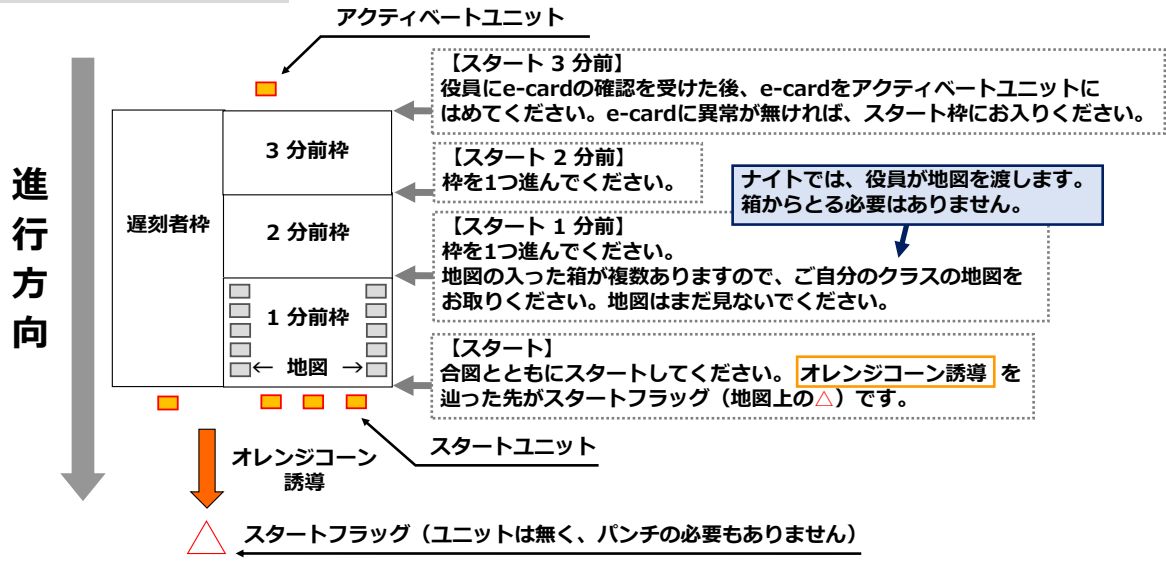 アクティベートユニット
【スタート 3 分前】
役員にe-cardの確認を受けた後、e-cardをアクティベートユニットに
はめてください。e-cardに異常が無ければ、スタート枠にお入りください。
進行方向
遅刻者枠
3 分前枠
【スタート 2 分前】
枠を1つ進んでください。
ナイトでは、役員が地図を渡します。
箱からとる必要はありません。
2 分前枠
【スタート 1 分前】
枠を1つ進んでください。
地図の入った箱が複数ありますので、ご自分のクラスの地図を
お取りください。地図はまだ見ないでください。
1 分前枠
← 地図 →
【スタート】
合図とともにスタートしてください。オレンジコーン誘導 を
辿った先がスタートフラッグ（地図上の△）です。
スタートユニット
オレンジコーン
誘導
スタートフラッグ（ユニットは無く、パンチの必要もありません）